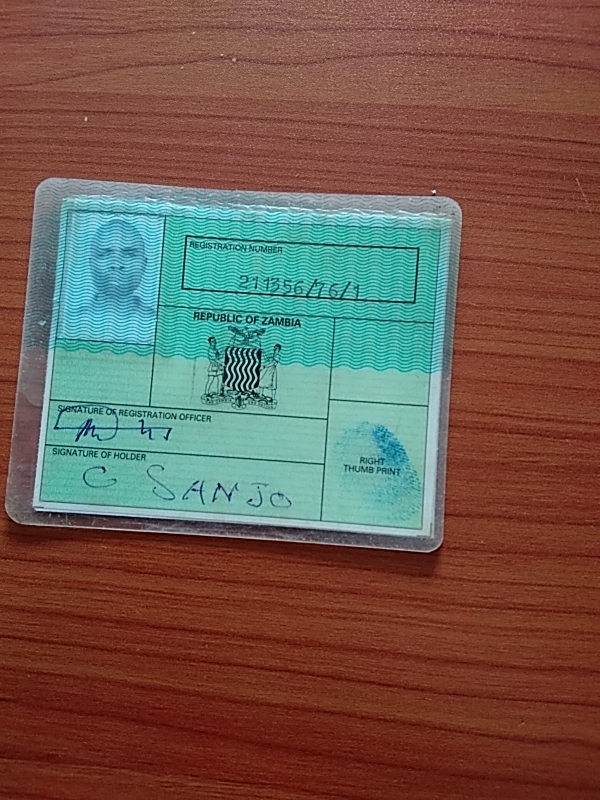 REGISTRATION NUMBER
211356/76/1
REPUBLIC OF ZAMBIA
SIGNATURE OF REGISTRATION OFFICER
SIGNATURE OF HOLDER
C SANJO
RIGHT
THUMB PRINT